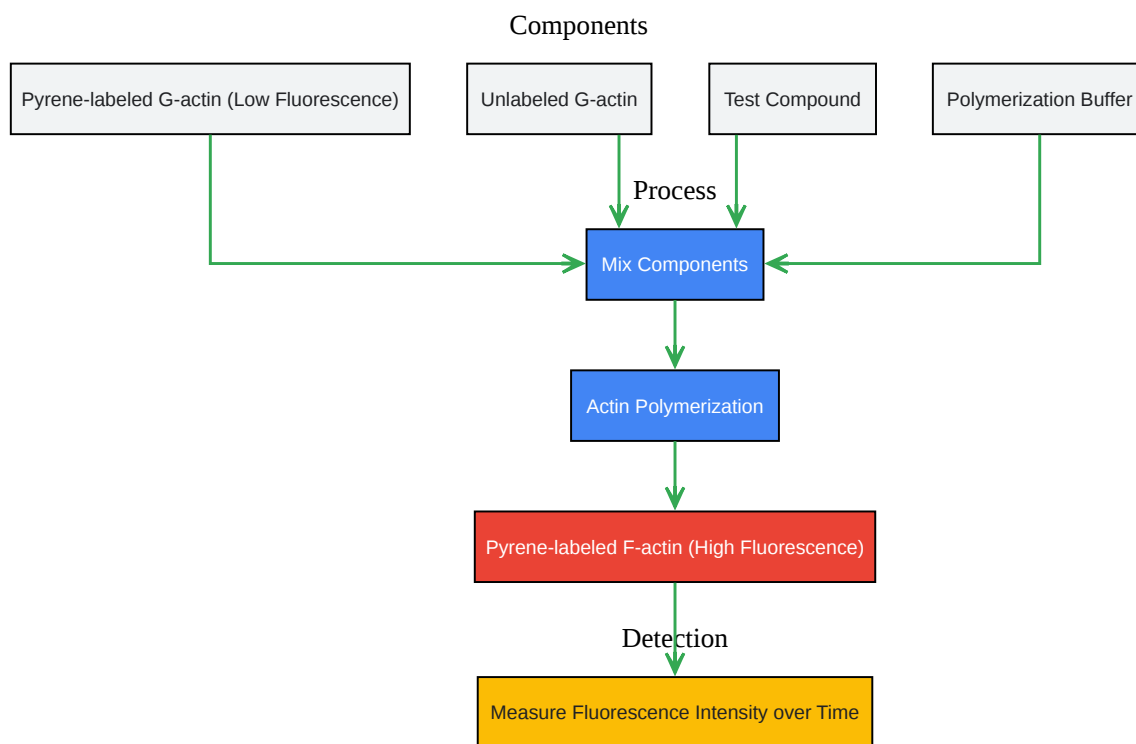 Components
Pyrene-labeled G-actin (Low Fluorescence)
Unlabeled G-actin
Test Compound
Polymerization Buffer
Process
Mix Components
Actin Polymerization
Pyrene-labeled F-actin (High Fluorescence)
Detection
Measure Fluorescence Intensity over Time